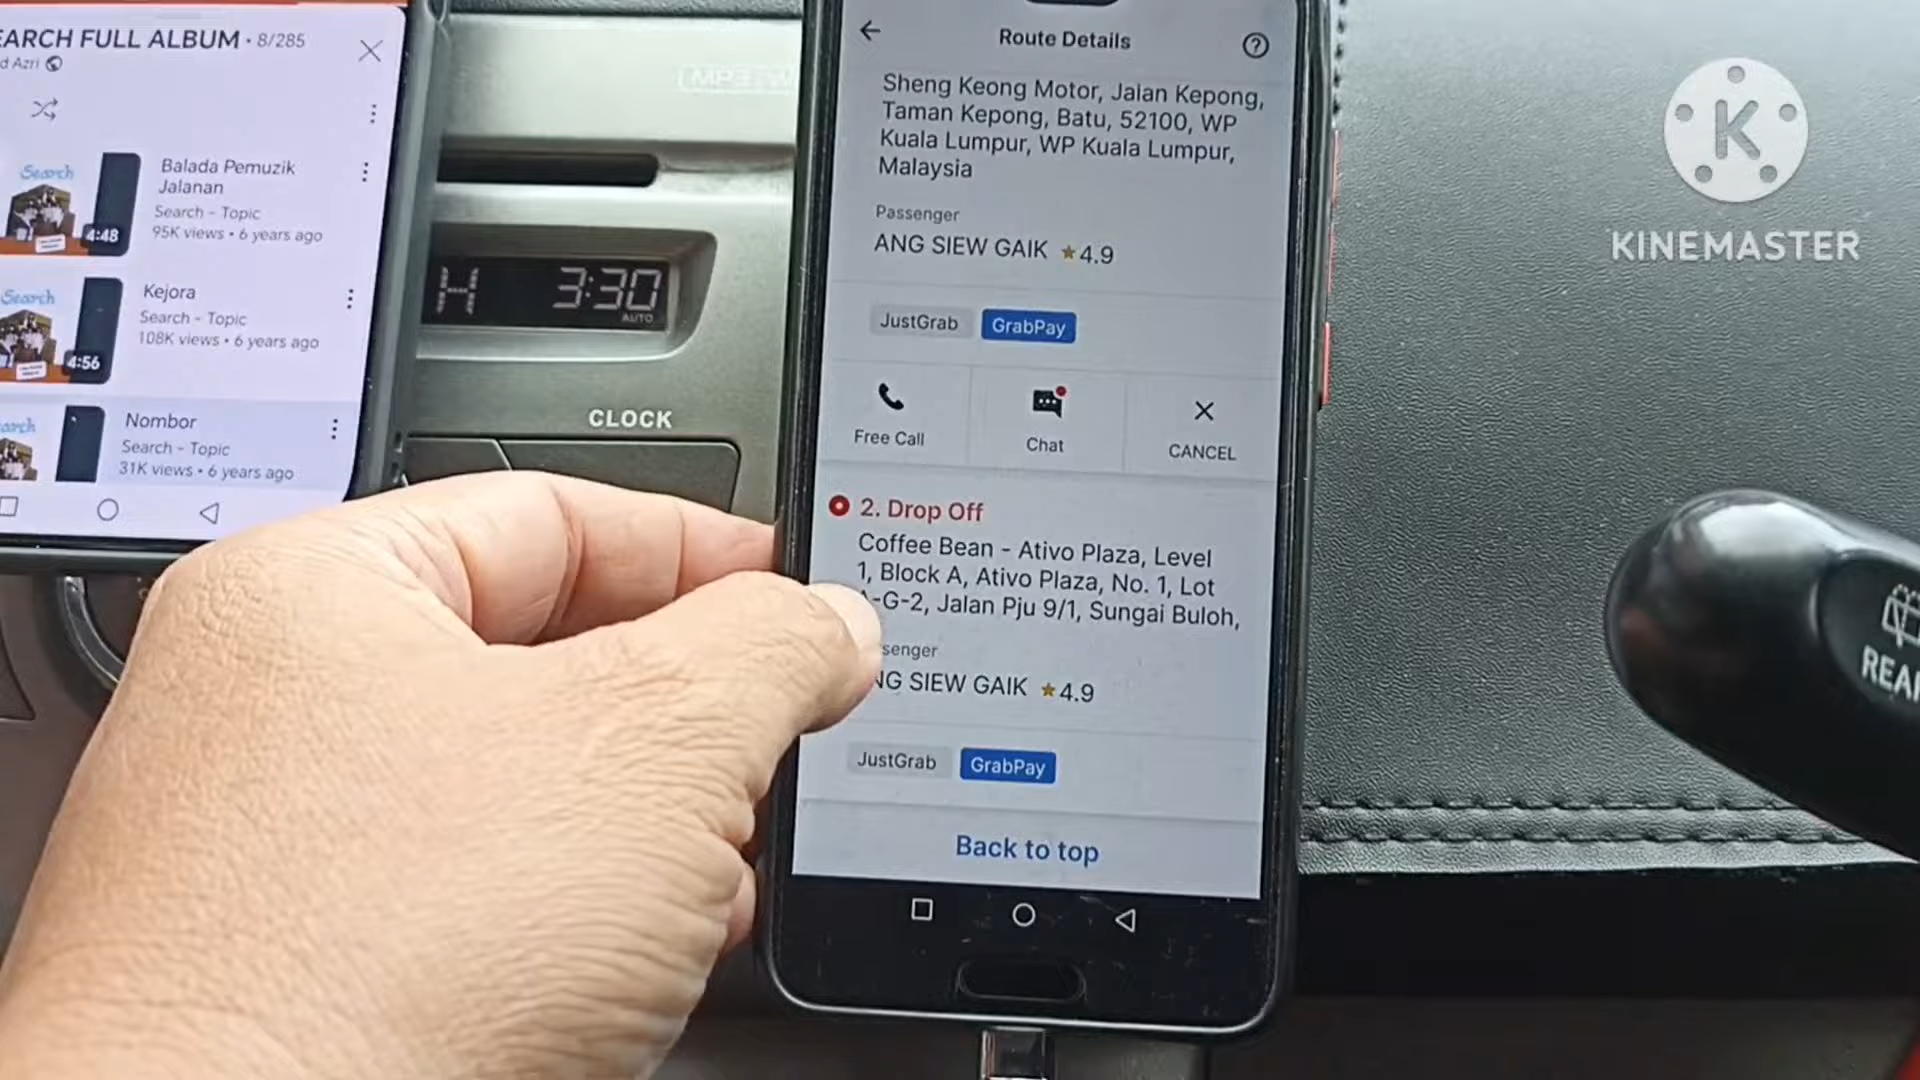 EARCH FULL ALBUM • 8/285
d Azri
Balada Pemuzik
Jalanan
Search - Topic
95K views • 6 years ago
Search
4:48
Kejora
Search - Topic
108K views • 6 years ago
Search
4:56
Nombor
Search - Topic
31K views • 6 years ago
earch
MP3
3:30
AUTO
CLOCK
Route Details
Sheng Keong Motor, Jalan Kepong,
Taman Kepong, Batu, 52100, WP
Kuala Lumpur, WP Kuala Lumpur,
Malaysia
Passenger
ANG SIEW GAIK ★4.9
JustGrab GrabPay
Free Call
Chat
CANCEL
2. Drop Off
Coffee Bean - Ativo Plaza, Level
1, Block A, Ativo Plaza, No. 1, Lot
-G-2, Jalan Pju 9/1, Sungai Buloh,
senger
NG SIEW GAIK ★4.9
JustGrab GrabPay
Back to top
K
KINEMASTER
REAR